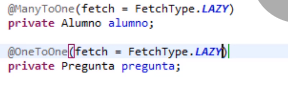 @ManyToOne(fetch = FetchType.LAZY)
private Alumno alumno;
@OneToOne(fetch = FetchType.LAZY)
private Pregunta pregunta;